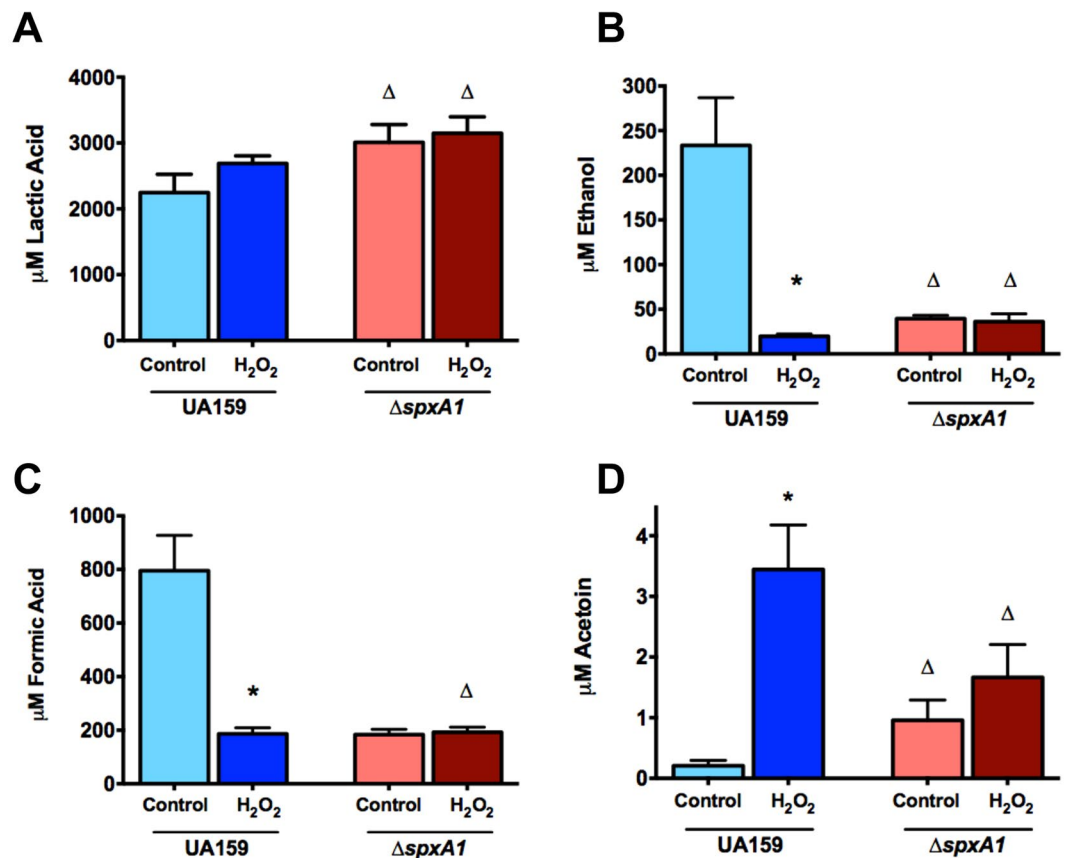 A
μM Lactic Acid
4000
3000
2000
1000
0
Δ
Δ
Control
H₂O₂
Control
H₂O₂
UA159
ΔspxA1
B
μM Ethanol
300
250
200
150
100
50
0
*
Δ
Δ
Control
H₂O₂
Control
H₂O₂
UA159
ΔspxA1
C
μM Formic Acid
1000
800
600
400
200
0
*
Δ
Control
H₂O₂
Control
H₂O₂
UA159
ΔspxA1
D
μM Acetoin
4
3
2
1
0
*
Δ
Δ
Control
H₂O₂
Control
H₂O₂
UA159
ΔspxA1